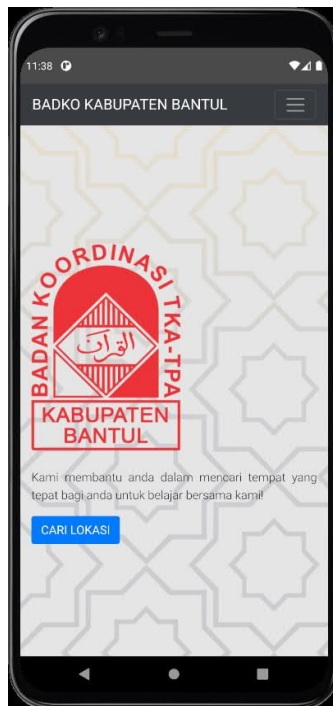 11:38
BADKO KABUPATEN BANTUL
BADAN KOORDINASI TKA-TPA
القرآن
KABUPATEN
BANTUL
Kami membantu anda dalam mencari tempat yang
tepat bagi anda untuk belajar bersama kami!
CARI LOKASI